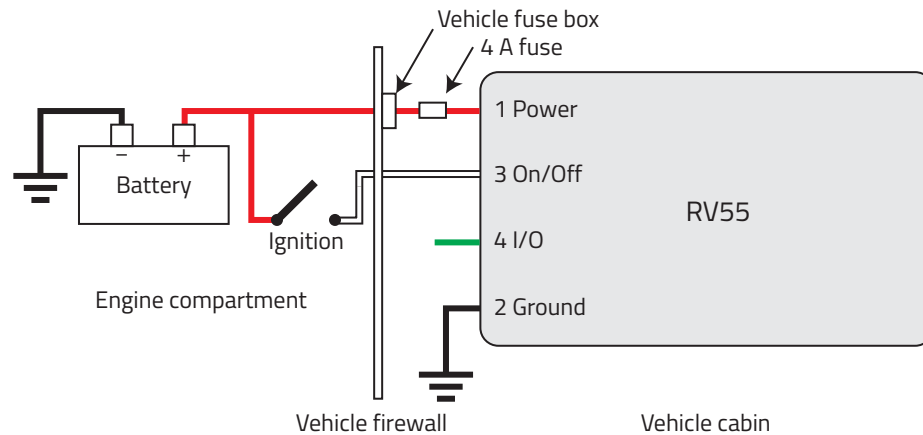 Vehicle fuse box
4 A fuse
1 Power
– +
Battery
3 On/Off
RV55
Ignition
4 I/O
Engine compartment
2 Ground
Vehicle firewall
Vehicle cabin